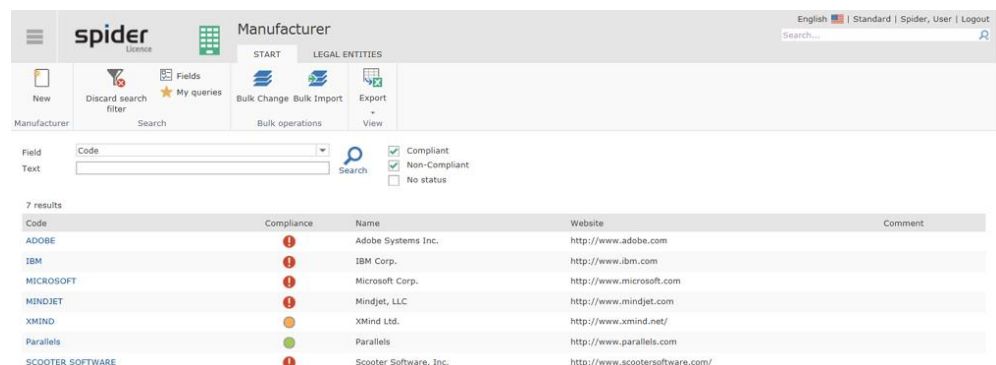 English | Standard | Spider, User | Logout
spider
Licence
Manufacturer
Search...
START LEGAL ENTITIES
New
Discard search filter
Fields
My queries
Bulk Change Bulk Import
Export
Manufacturer Search Bulk operations View
Field Code
Text
Search
Compliant
Non-Compliant
No status
7 results
Code Compliance Name Website Comment
ADOBE Adobe Systems Inc. http://www.adobe.com
IBM IBM Corp. http://www.ibm.com
MICROSOFT Microsoft Corp. http://www.microsoft.com
MINDJET Mindjet, LLC http://www.mindjet.com
XMIND XMind Ltd. http://www.xmind.net/
Parallels Parallels http://www.parallels.com
SCOOTER SOFTWARE Scooter Software, Inc. http://www.scootersoftware.com/